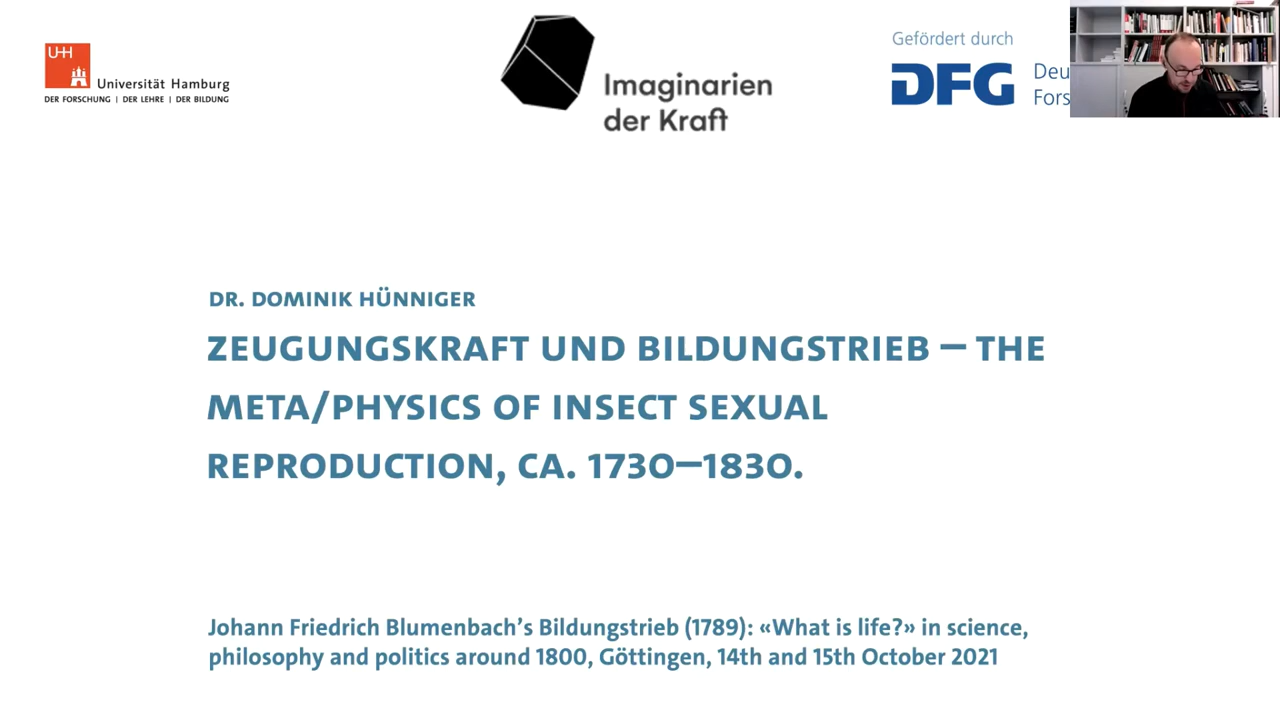 UHH
Universität Hamburg
DER FORSCHUNG | DER LEHRE | DER BILDUNG
Imaginarien
der Kraft
Gefördert durch
DFG
Deu
Fors
DR. DOMINIK HÜNNIGER
ZEUGUNGSKRAFT UND BILDUNGSTRIEB – THE
META/PHYSICS OF INSECT SEXUAL
REPRODUCTION, CA. 1730–1830.
Johann Friedrich Blumenbach's Bildungstrieb (1789): «What is life?» in science,
philosophy and politics around 1800, Göttingen, 14th and 15th October 2021